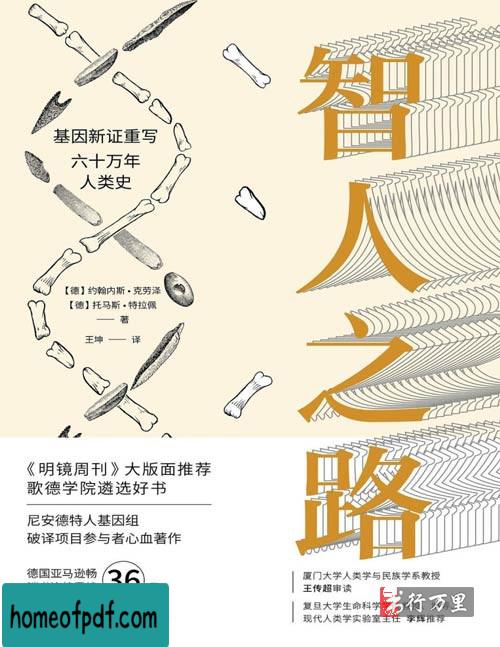 智人之路
基因新证重写
六十万年
人类史
【德】约翰内斯·克劳泽
【德】托马斯·特拉佩
著
王坤 译
《明镜周刊》大版面推荐
歌德学院遴选好书
尼安德特人基因组
破译项目参与者心血著作
德国亚马逊畅
36
厦门大学人类学与民族学系教授
王传超审读
复旦大学生命科学
现代人类学实验室主任 李辉推荐
书行万里
homeofpdf.com